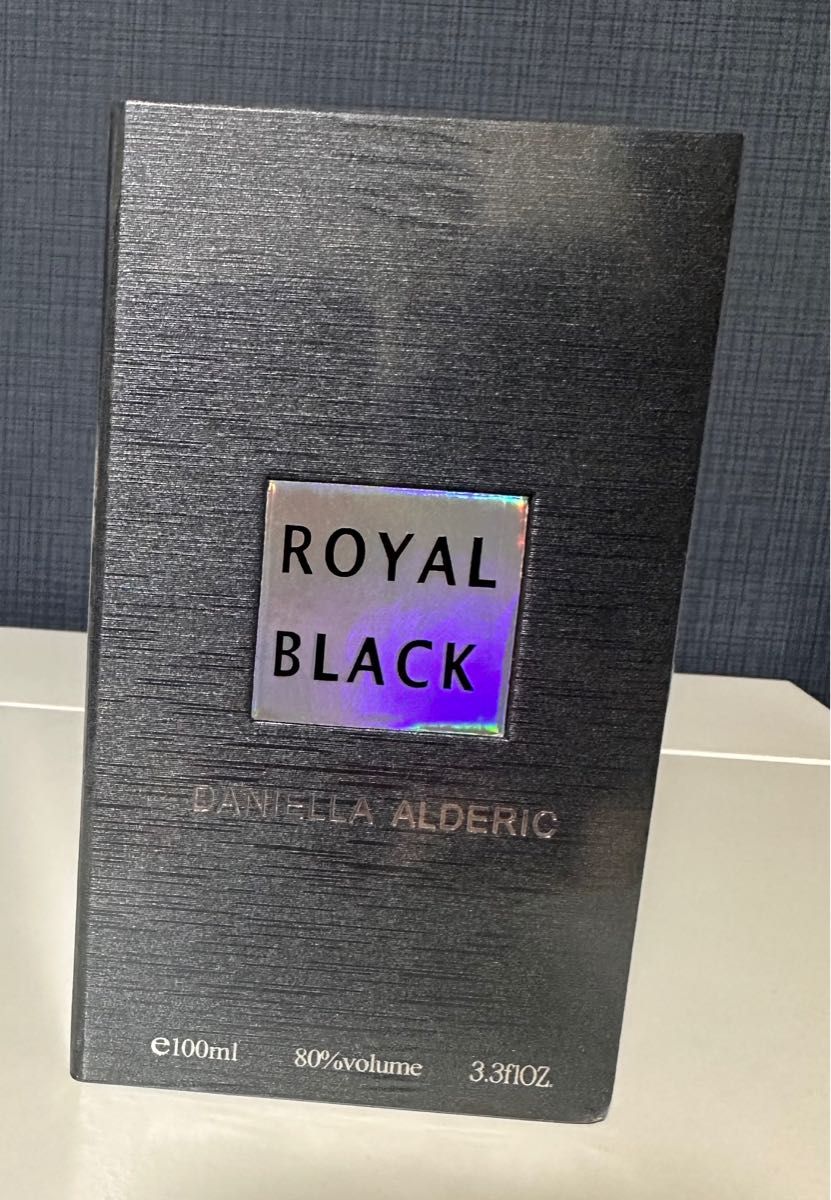 ROYAL
BLACK
DANIELLA ALDERIC
e100ml 80%volume 3.3flOZ.